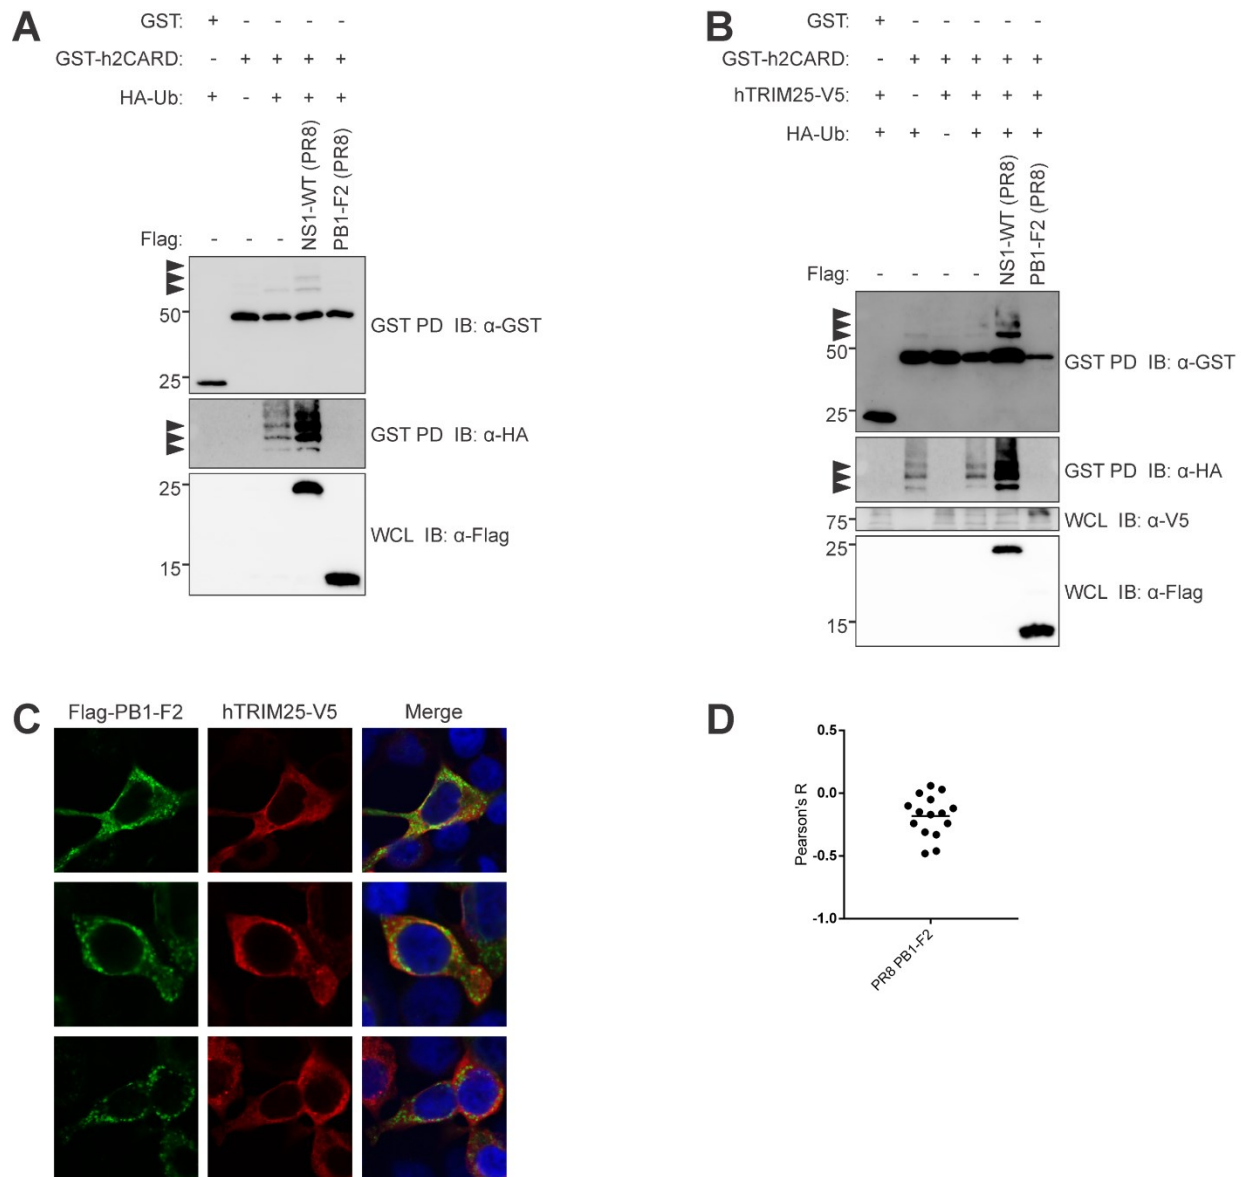 A
GST: + - - - -
GST-h2CARD: - + + + +
HA-Ub: + - + + +
Flag: - - - NS1-WT (PR8) PB1-F2 (PR8)
50
25
GST PD IB: α-GST
GST PD IB: α-HA
25
15
WCL IB: α-Flag
B
GST: + - - - - -
GST-h2CARD: - + + + + +
hTRIM25-V5: + - + + + +
HA-Ub: + + - + + +
Flag: - - - - NS1-WT (PR8) PB1-F2 (PR8)
50
25
GST PD IB: α-GST
GST PD IB: α-HA
75
WCL IB: α-V5
25
15
WCL IB: α-Flag
C
Flag-PB1-F2 hTRIM25-V5 Merge
D
0.5
0.0
-0.5
-1.0
Pearson's R
PR8 PB1-F2